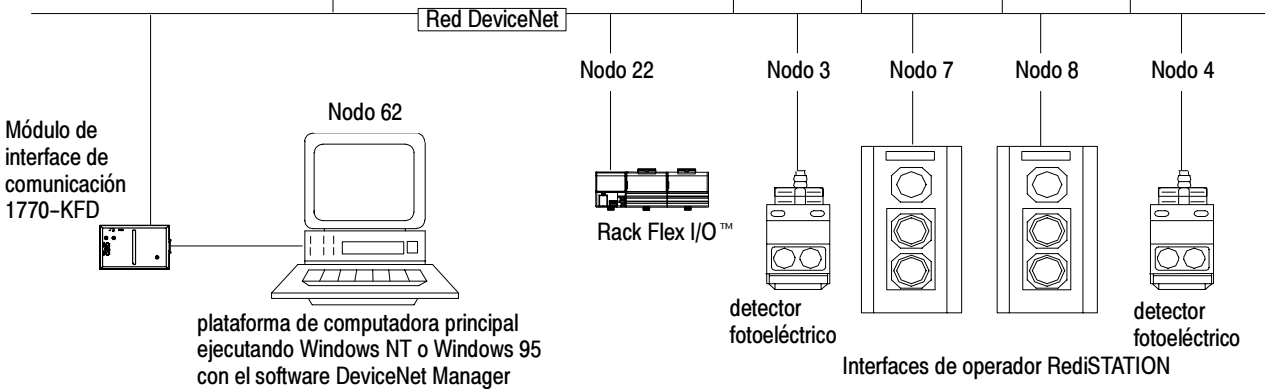 Red DeviceNet
Nodo 22
Nodo 3
Nodo 7
Nodo 8
Nodo 4
Nodo 62
Módulo de
interface de
comunicación
1770-KFD
Rack Flex I/O™
detector
fotoeléctrico
detector
fotoeléctrico
plataforma de computadora principal
ejecutando Windows NT o Windows 95
con el software DeviceNet Manager
Interfaces de operador RediSTATION